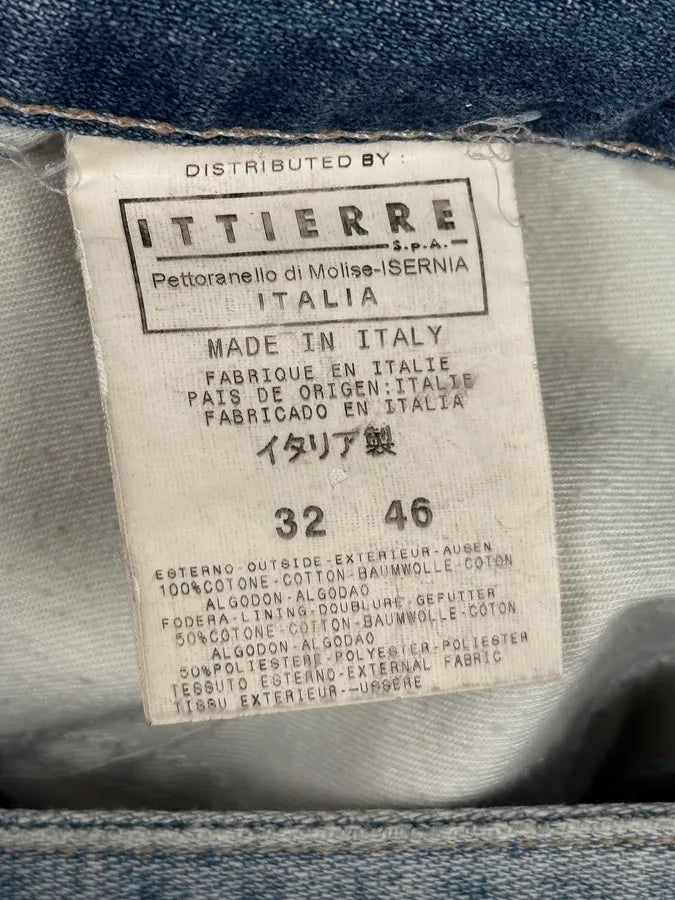 DISTRIBUTED BY :
ITTIERRE
S.p.A.
Pettoranello di Molise-ISERNIA
ITALIA
MADE IN ITALY
FABRIQUE EN ITALIE
PAIS DE ORIGEN:ITALIE
FABRICADO EN ITALIA
イタリア製
32 46
ESTERNO-OUTSIDE-EXTERIEUR-AUSEN
100%COTONE-COTTON-BAUMWOLLE-COTON
ALGODON-ALGODAO
FODERA-LINING-DOUBLURE-GEFUTTER
50%COTONE-COTTON-BAUMWOLLE-COTON
ALGODON-ALGODAO
50%POLIESTERE-POLYESTER-POLIESTER
TESSUTO ESTERNO-EXTERNAL FABRIC
TISSU EXTERIEUR--USSERE